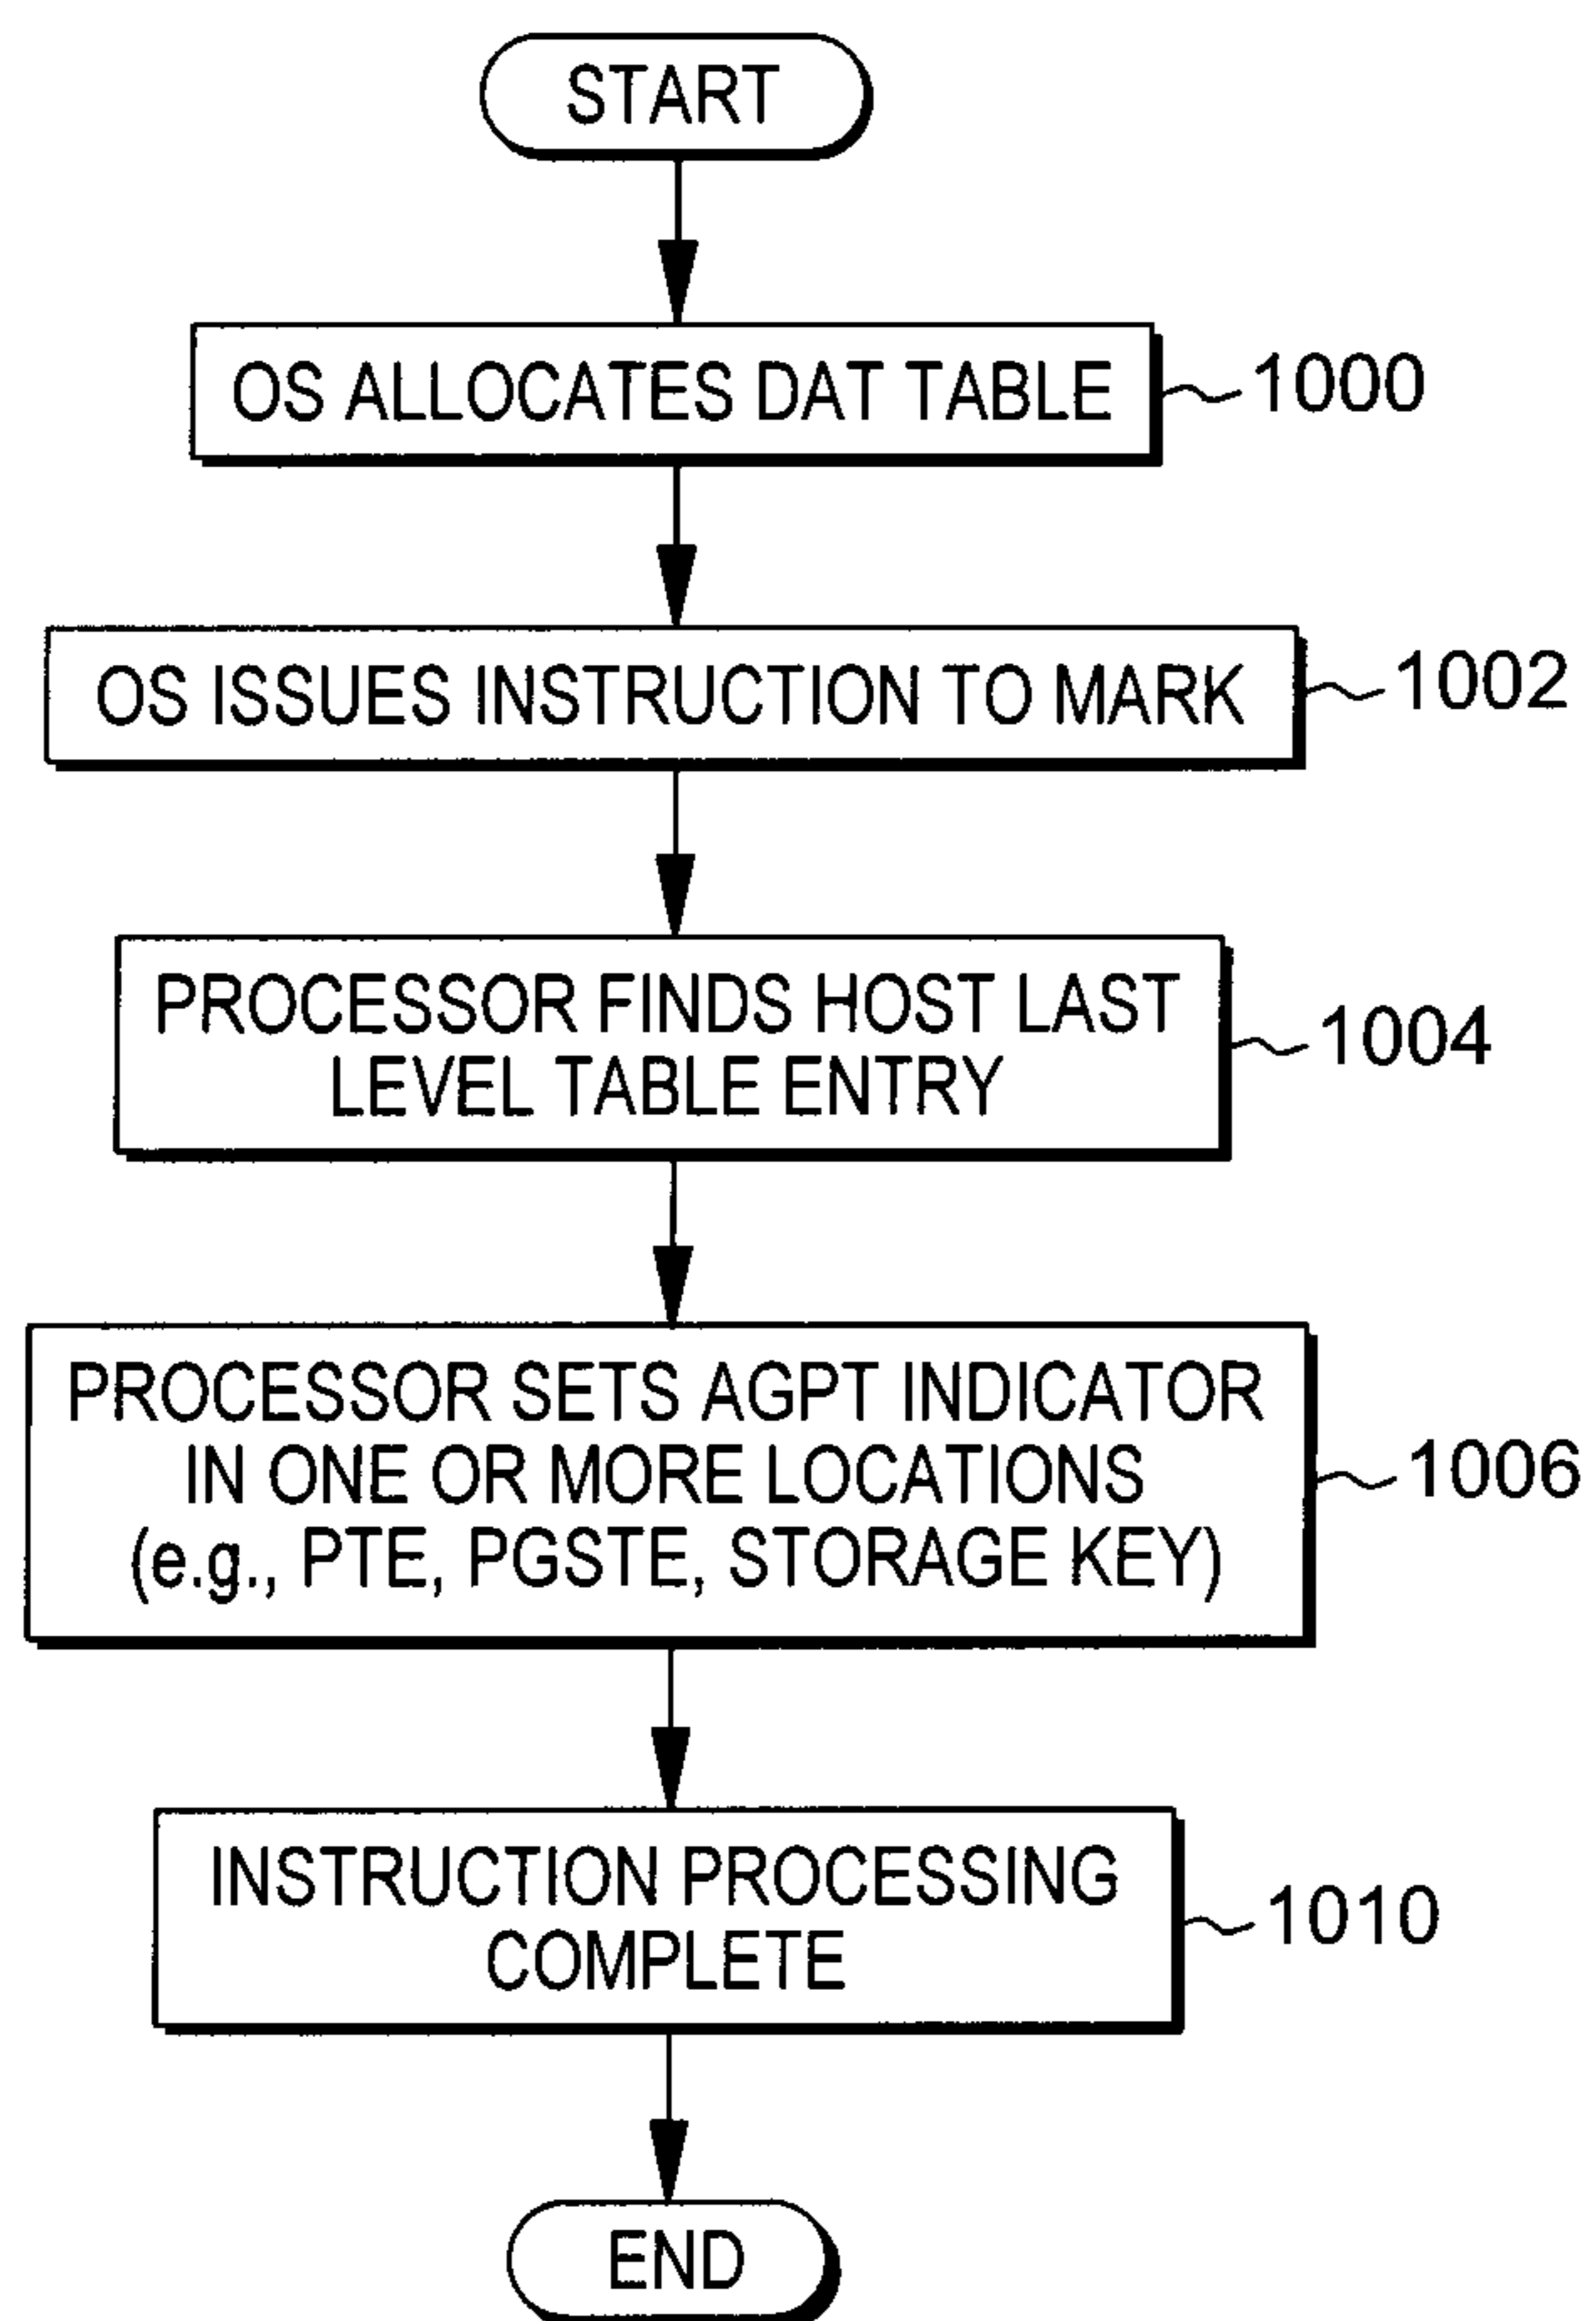 START
OS ALLOCATES DAT TABLE
1000
OS ISSUES INSTRUCTION TO MARK
1002
PROCESSOR FINDS HOST LAST
LEVEL TABLE ENTRY
1004
PROCESSOR SETS AGPT INDICATOR
IN ONE OR MORE LOCATIONS
(e.g., PTE, PGSTE, STORAGE KEY)
1006
INSTRUCTION PROCESSING
COMPLETE
1010
END